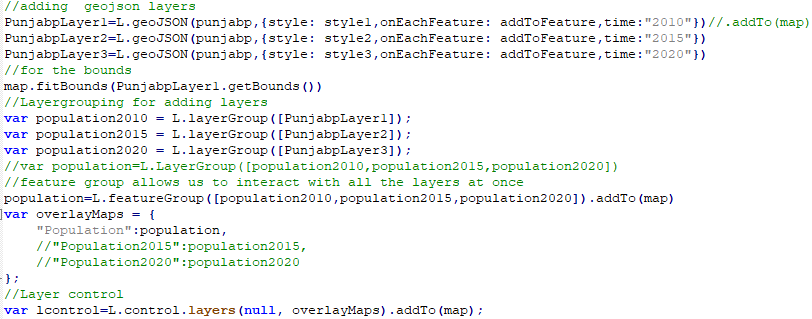 //adding  geojson layers
PunjabpLayer1=L.geoJSON(punjabp,{style: style1,onEachFeature: addToFeature,time:"2010"})//.addTo(map)
PunjabpLayer2=L.geoJSON(punjabp,{style: style2,onEachFeature: addToFeature,time:"2015"})
PunjabpLayer3=L.geoJSON(punjabp,{style: style3,onEachFeature: addToFeature,time:"2020"})
//for the bounds
map.fitBounds(PunjabpLayer1.getBounds())
//Layergrouping for adding layers
var population2010 = L.layerGroup([PunjabpLayer1]);
var population2015 = L.layerGroup([PunjabpLayer2]);
var population2020 = L.layerGroup([PunjabpLayer3]);
//var population=L.LayerGroup([population2010,population2015,population2020])
//feature group allows us to interact with all the layers at once
population=L.featureGroup([population2010,population2015,population2020]).addTo(map)
var overlayMaps = {
    "Population":population,
    //"Population2015":population2015,
    //"Population2020":population2020
};
//Layer control
var lcontrol=L.control.layers(null, overlayMaps).addTo(map);